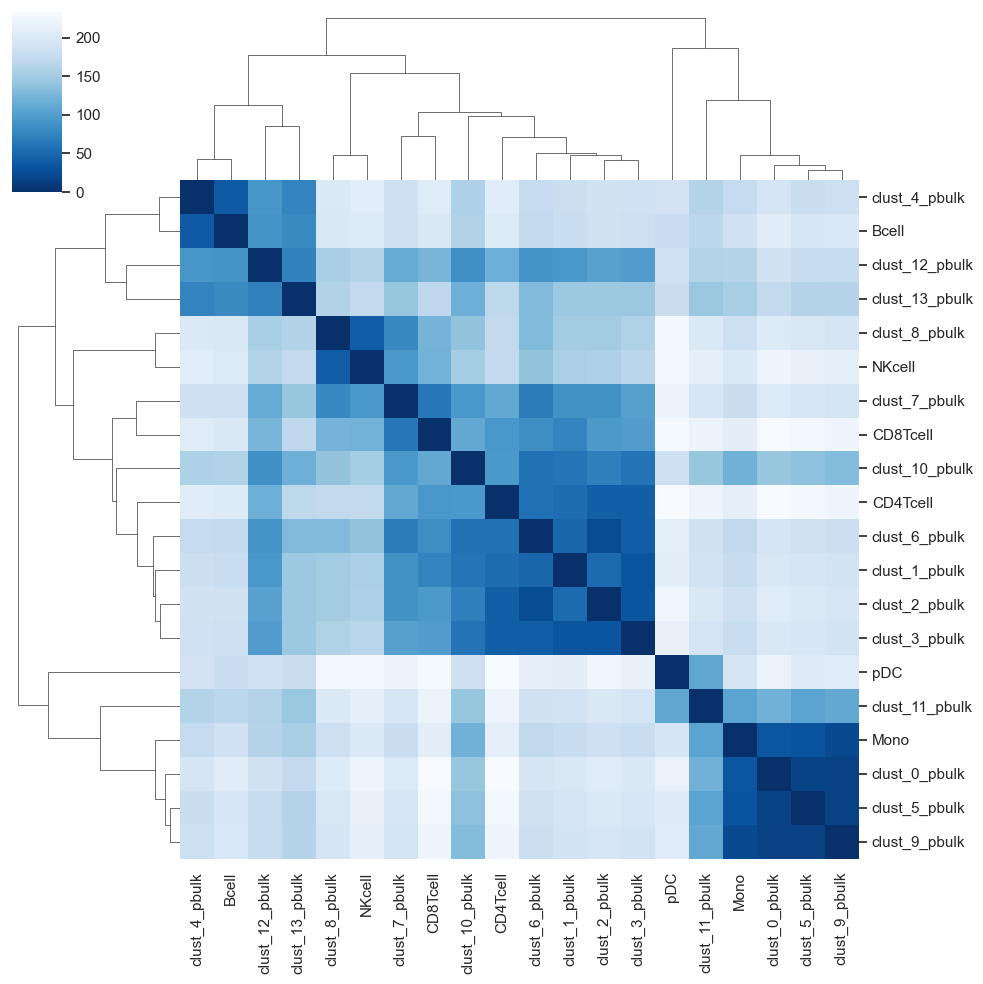 200
150
100
50
0
clust_4_pbulk
Bcell
clust_12_pbulk
clust_13_pbulk
clust_8_pbulk
NKcell
clust_7_pbulk
CD8Tcell
clust_10_pbulk
CD4Tcell
clust_6_pbulk
clust_1_pbulk
clust_2_pbulk
clust_3_pbulk
pDC
clust_11_pbulk
Mono
clust_0_pbulk
clust_5_pbulk
clust_9_pbulk
clust_4_pbulk
Bcell
clust_12_pbulk
clust_13_pbulk
clust_8_pbulk
NKcell
clust_7_pbulk
CD8Tcell
clust_10_pbulk
CD4Tcell
clust_6_pbulk
clust_1_pbulk
clust_2_pbulk
clust_3_pbulk
pDC
clust_11_pbulk
Mono
clust_0_pbulk
clust_5_pbulk
clust_9_pbulk